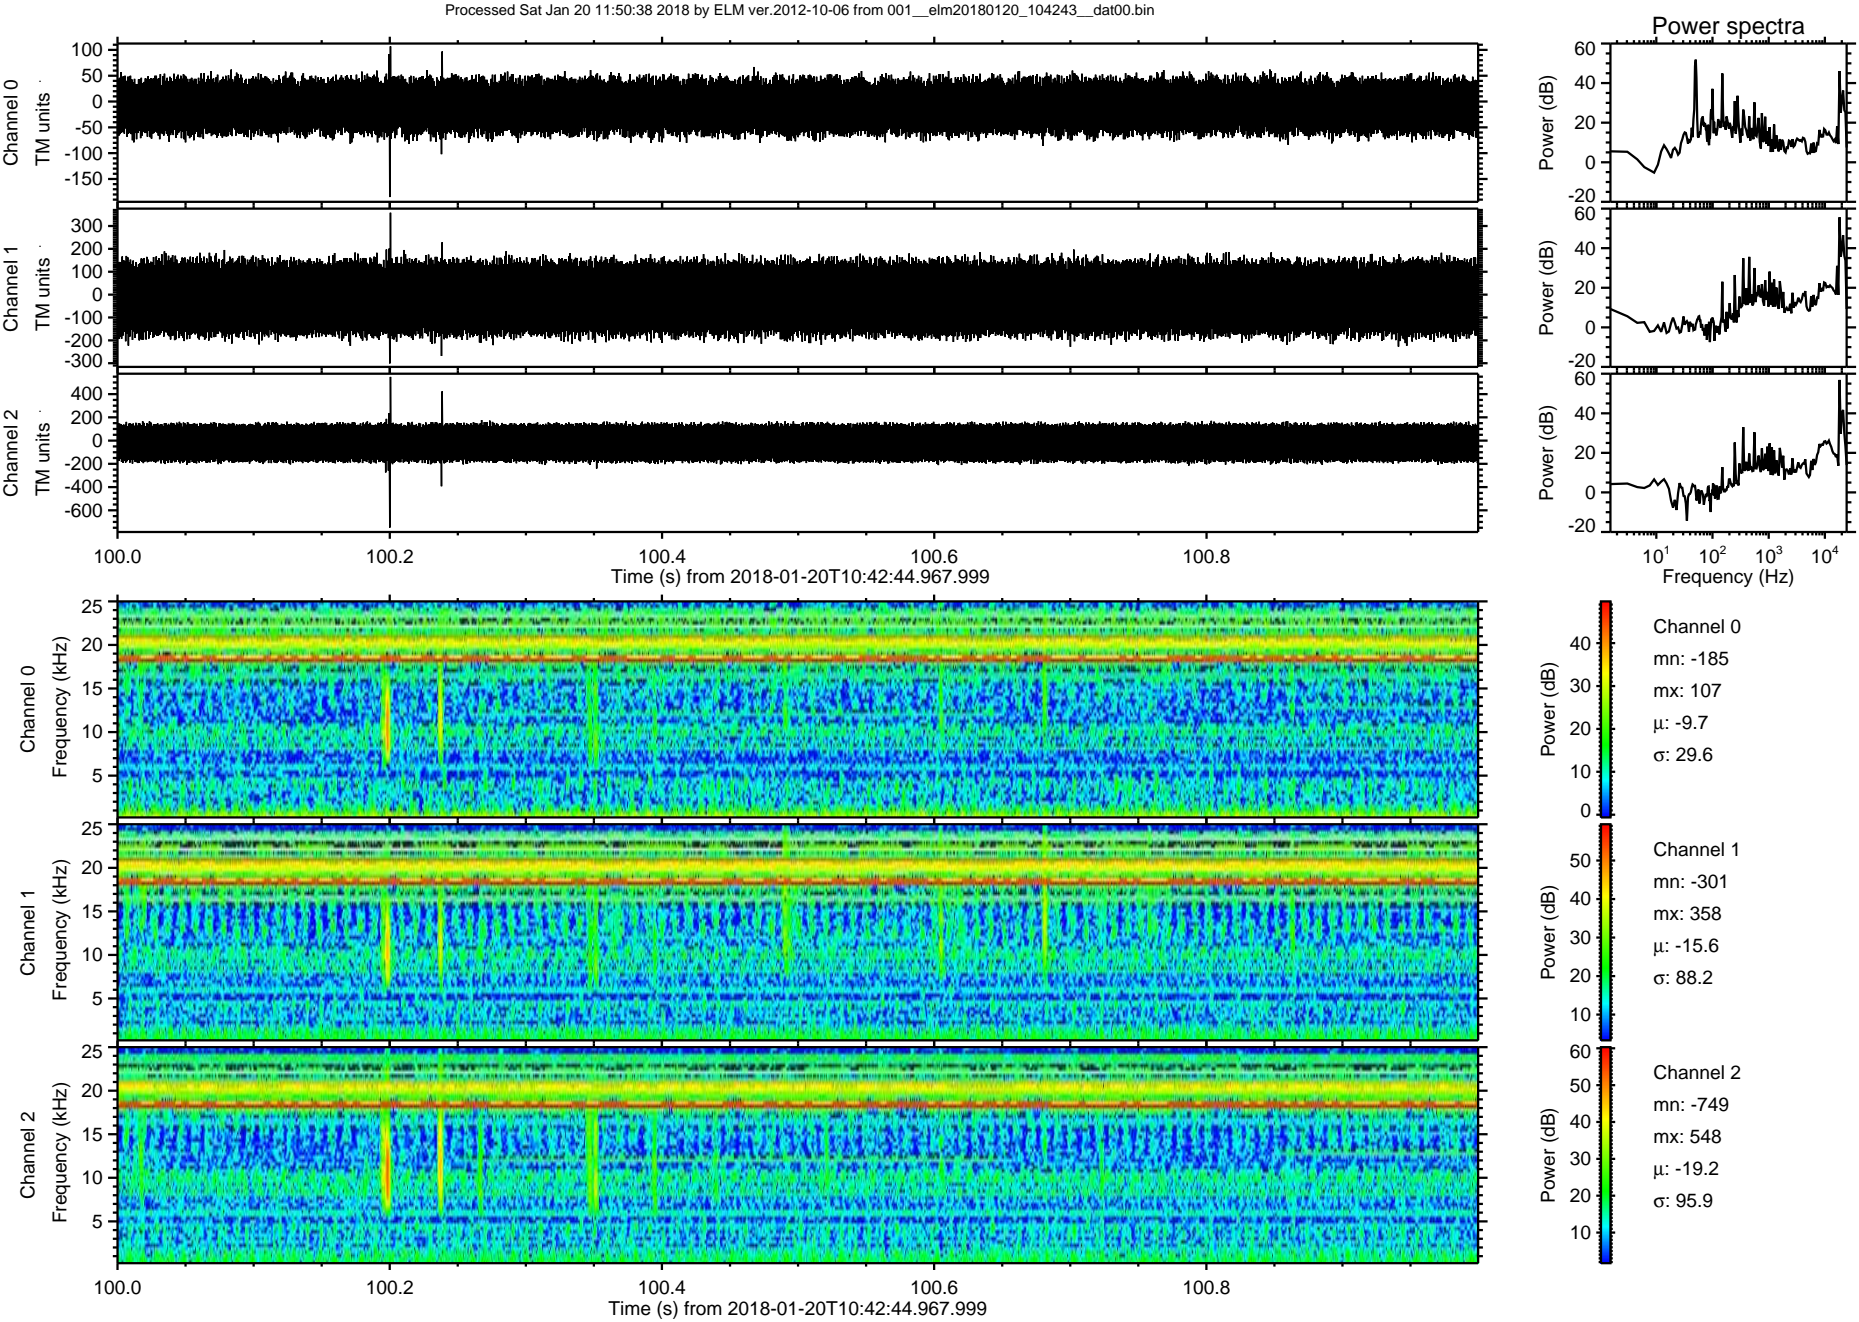 Processed Sat Jan 20 11:50:38 2018 by ELM ver.2012-10-06 from 001__elm20180120_104243__dat00.bin
Power spectra
Channel 0
TM units
100
50
0
-50
-100
-150
Power (dB)
60
40
20
0
-20
Channel 1
TM units
300
200
100
0
-100
-200
-300
Power (dB)
60
40
20
0
-20
Channel 2
TM units
400
200
0
-200
-400
-600
Power (dB)
60
40
20
0
-20
100.0 100.2 100.4 100.6 100.8
Time (s) from 2018-01-20T10:42:44.967.999
10¹ 10² 10³ 10⁴
Frequency (Hz)
Channel 0
Frequency (kHz)
25
20
15
10
5
Power (dB)
40
30
20
10
0
Channel 0
mn: -185
mx: 107
μ: -9.7
σ: 29.6
Channel 1
Frequency (kHz)
25
20
15
10
5
Power (dB)
50
40
30
20
10
Channel 1
mn: -301
mx: 358
μ: -15.6
σ: 88.2
Channel 2
Frequency (kHz)
25
20
15
10
5
Power (dB)
60
50
40
30
20
10
Channel 2
mn: -749
mx: 548
μ: -19.2
σ: 95.9
100.0 100.2 100.4 100.6 100.8
Time (s) from 2018-01-20T10:42:44.967.999